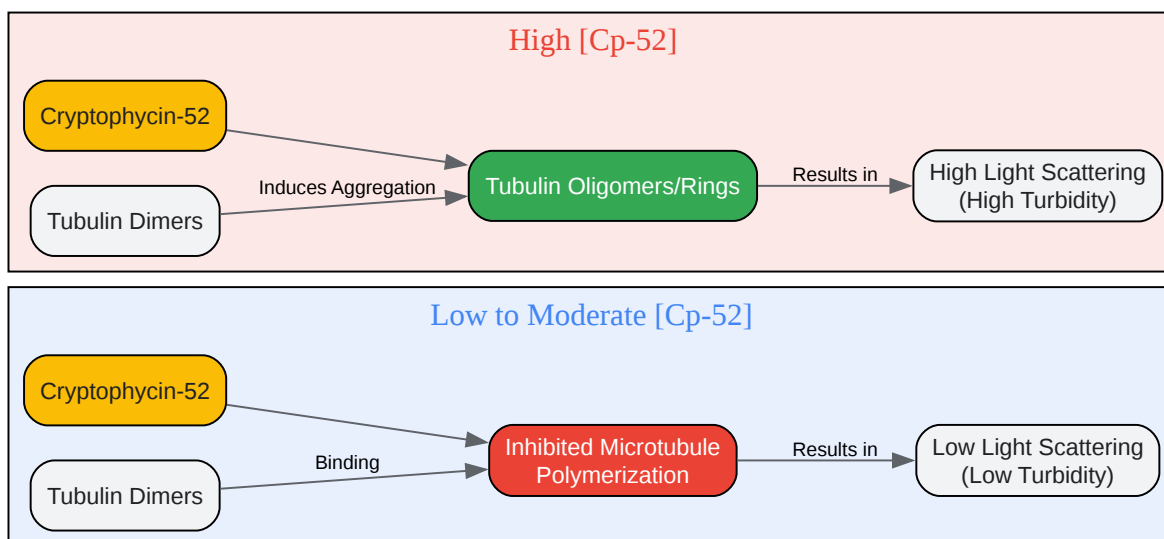 High [Cp-52]
Cryptophycin-52
Tubulin Dimers
Induces Aggregation
Tubulin Oligomers/Rings
Results in
High Light Scattering
(High Turbidity)
Low to Moderate [Cp-52]
Cryptophycin-52
Tubulin Dimers
Binding
Inhibited Microtubule
Polymerization
Results in
Low Light Scattering
(Low Turbidity)